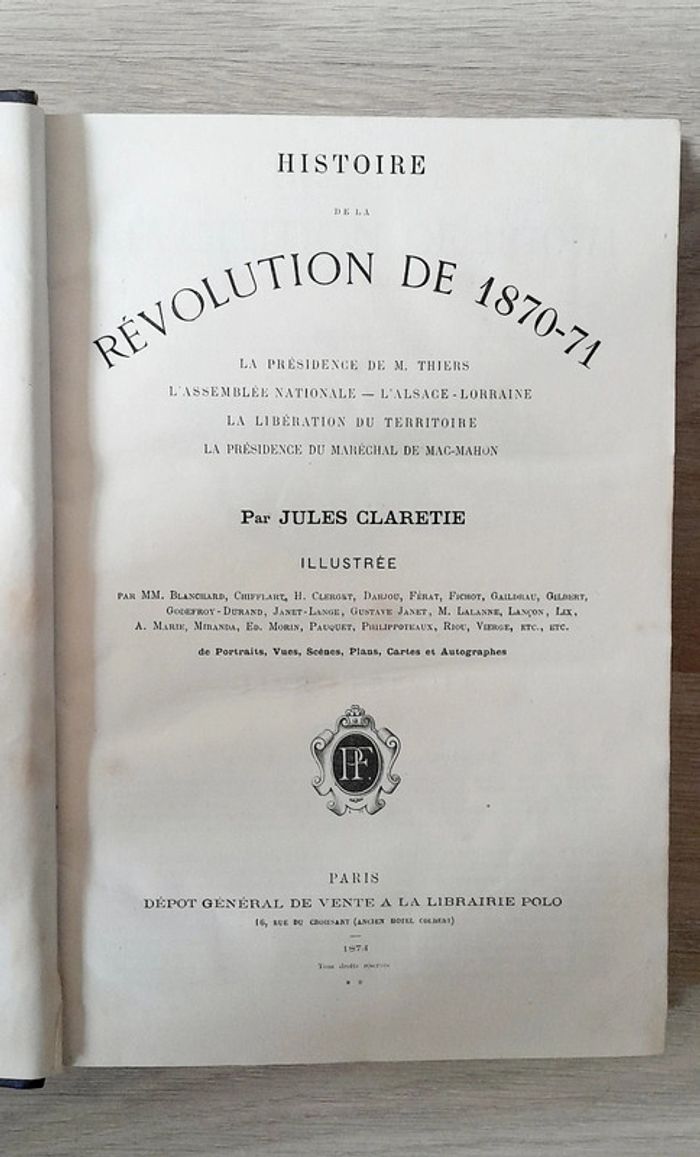 HISTOIRE
DE LA
RÉVOLUTION DE 1870-71
LA PRÉSIDENCE DE M. THIERS
L'ASSEMBLÉE NATIONALE — L'ALSACE-LORRAINE
LA LIBÉRATION DU TERRITOIRE
LA PRÉSIDENCE DU MARÉCHAL DE MAC-MAHON
Par JULES CLARETIE
ILLUSTRÉE
PAR MM. BLANCHARD, CHIFFLART, H. CLERGET, DARJOU, FÉRAT, FICHOT, GAILDRAU, GILBERT,
GODEFROY-DURAND, JANET-LANGE, GUSTAVE JANET, M. LALANNE, LANÇON, LIX,
A. MARIE, MIRANDA, ED. MORIN, PAUQUET, PHILIPPOTEAUX, RIOU, VIERGE, ETC., ETC.
de Portraits, Vues, Scènes, Plans, Cartes et Autographes
PF
PARIS
DÉPOT GÉNÉRAL DE VENTE A LA LIBRAIRIE POLO
16, RUE DU CROISSANT (ANCIEN HOTEL COLBERT)
1874
Tous droits réservés
* *